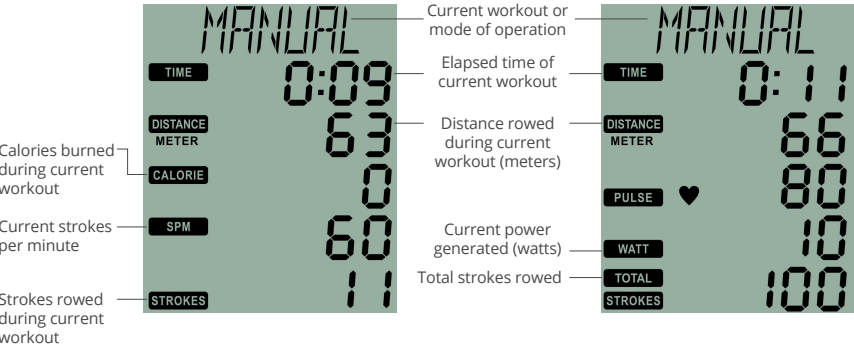 MANUAL
TIME 0:09
DISTANCE
METER 63
CALORIE 0
SPM 60
STROKES 11
Calories burned
during current
workout
Current strokes
per minute
Strokes rowed
during current
workout
Current workout or
mode of operation
Elapsed time of
current workout
Distance rowed
during current
workout (meters)
Current power
generated (watts)
Total strokes rowed
MANUAL
TIME 0:11
DISTANCE
METER 66
PULSE 80
WATT 10
TOTAL
STROKES 100